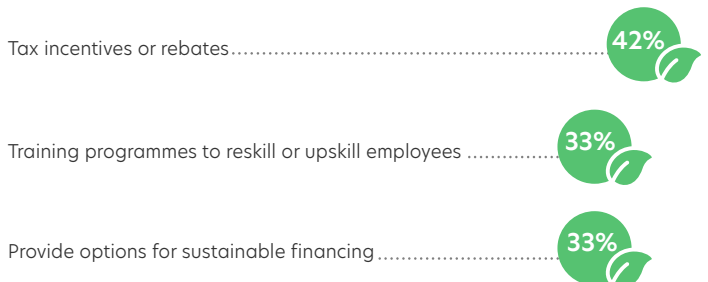 Tax incentives or rebates 42%
Training programmes to reskill or upskill employees 33%
Provide options for sustainable financing 33%